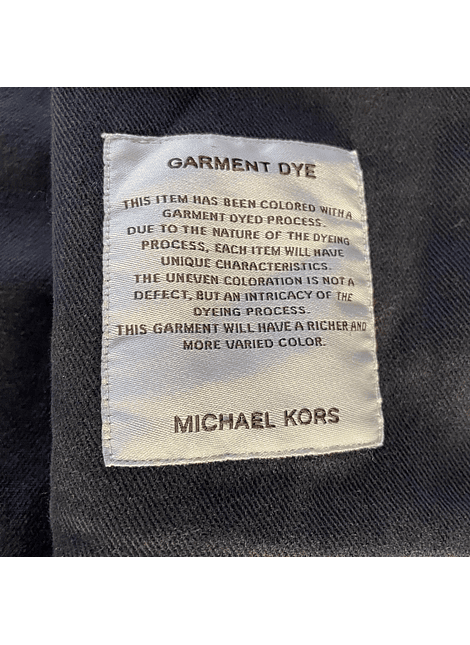 GARMENT DYE
THIS ITEM HAS BEEN COLORED WITH A
GARMENT DYED PROCESS.
DUE TO THE NATURE OF THE DYEING
PROCESS, EACH ITEM WILL HAVE
UNIQUE CHARACTERISTICS.
THE UNEVEN COLORATION IS NOT A
DEFECT, BUT AN INTRICACY OF THE
DYEING PROCESS.
THIS GARMENT WILL HAVE A RICHER AND
MORE VARIED COLOR.
MICHAEL KORS